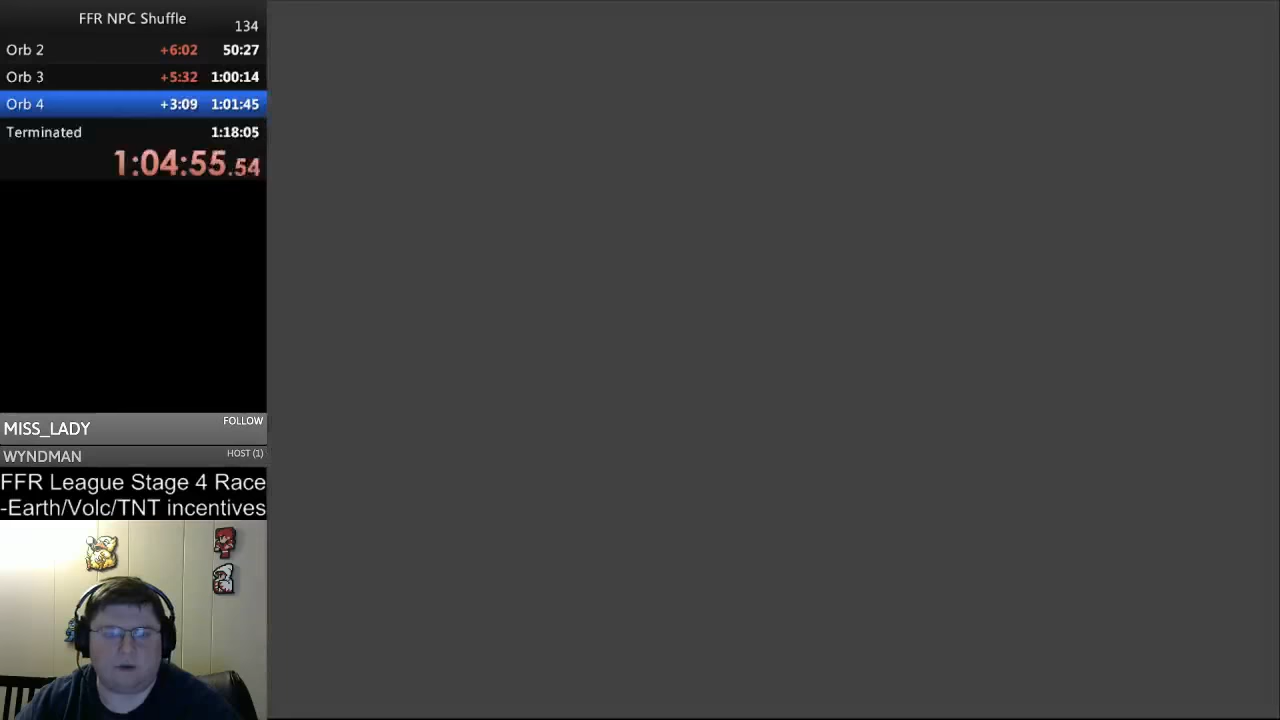 FFR NPC Shuffle
134
Orb 2 +6:02 50:27
Orb 3 +5:32 1:00:14
Orb 4 +3:09 1:01:45
Terminated 1:18:05
1:04:55.54
MISS_LADY FOLLOW
WYNDMAN HOST (1)
FFR League Stage 4 Race
-Earth/Volc/TNT incentives